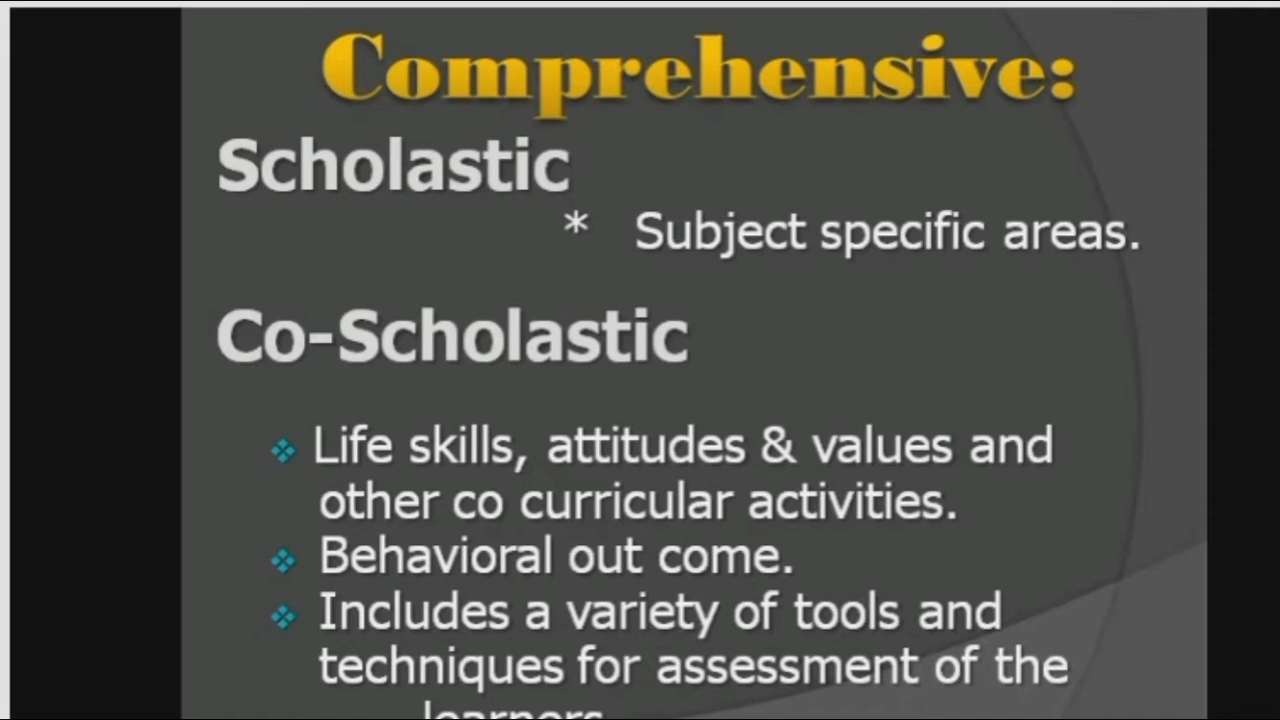 Comprehensive:
Scholastic
* Subject specific areas.
Co-Scholastic
❖ Life skills, attitudes & values and
other co curricular activities.
❖ Behavioral out come.
❖ Includes a variety of tools and
techniques for assessment of the
learners